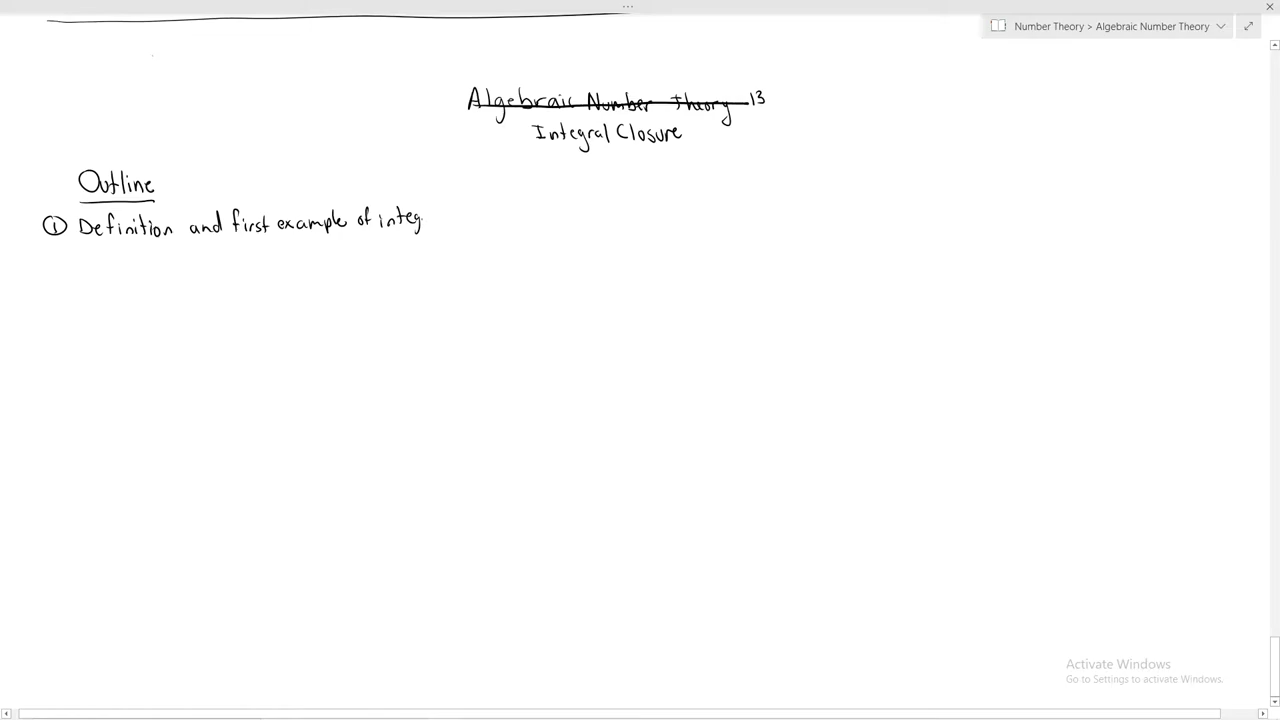 Number Theory > Algebraic Number Theory
Algebraic Number Theory 13
Integral Closure
Outline
① Definition and first example of integ
Activate Windows
Go to Settings to activate Windows.